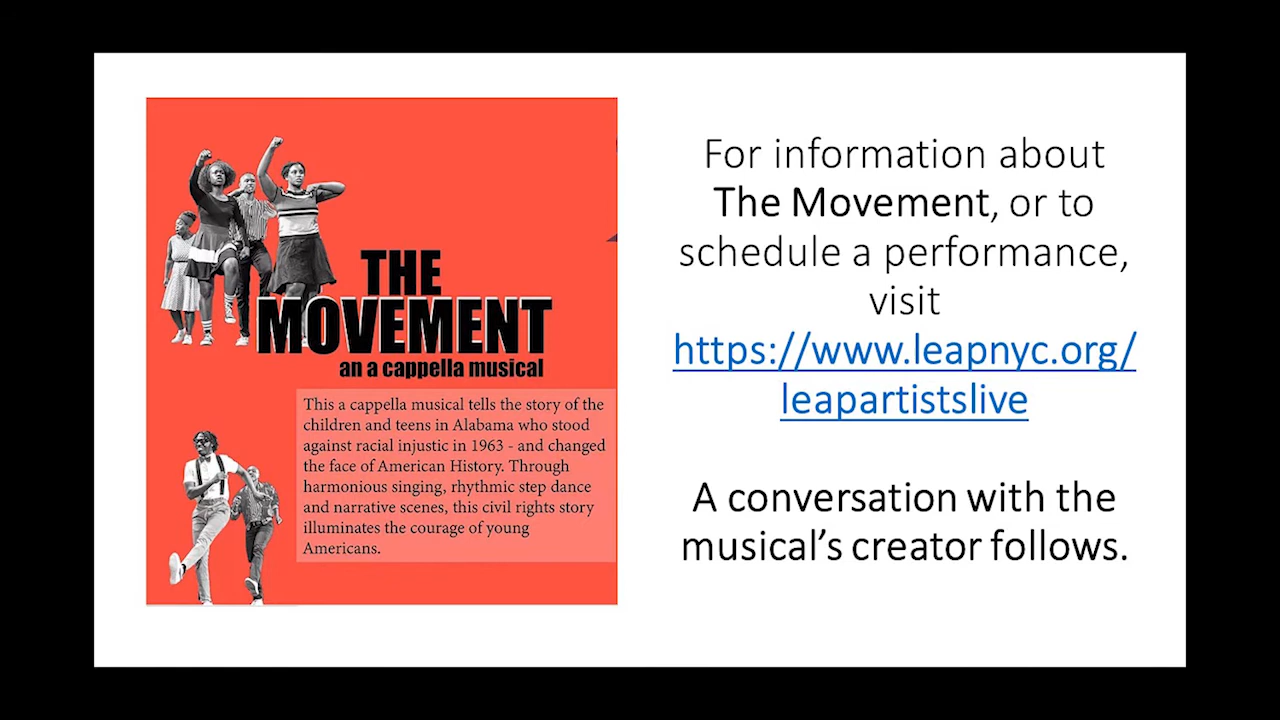 THE
MOVEMENT
an a cappella musical
This a cappella musical tells the story of the
children and teens in Alabama who stood
against racial injustic in 1963 - and changed
the face of American History. Through
harmonious singing, rhythmic step dance
and narrative scenes, this civil rights story
illuminates the courage of young
Americans.
For information about
The Movement, or to
schedule a performance,
visit
https://www.leapnyc.org/
leapartistslive
A conversation with the
musical’s creator follows.